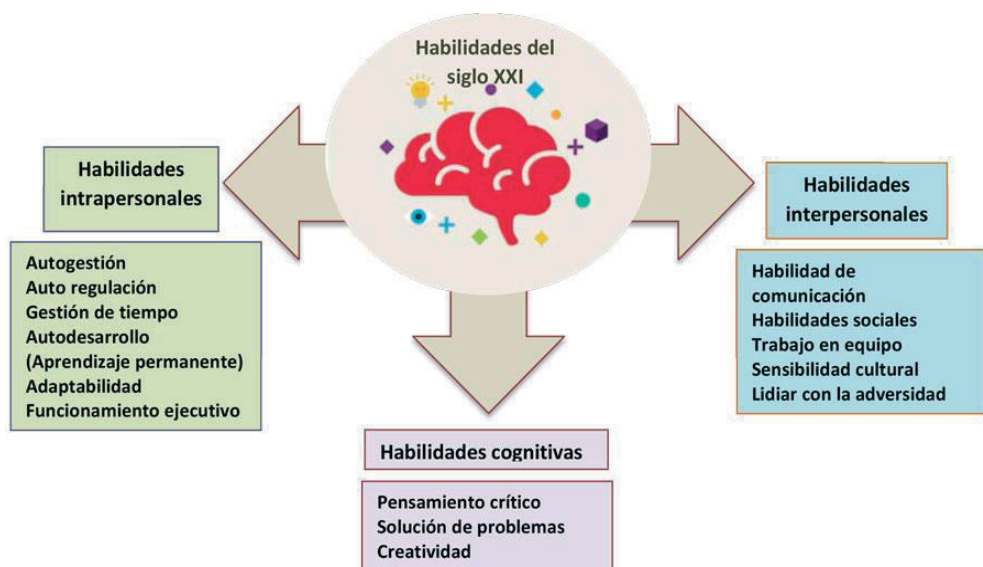 Habilidades del
siglo XXI
Habilidades
intrapersonales
Autogestión
Auto regulación
Gestión de tiempo
Autodesarrollo
(Aprendizaje permanente)
Adaptabilidad
Funcionamiento ejecutivo
Habilidades
interpersonales
Habilidad de
comunicación
Habilidades sociales
Trabajo en equipo
Sensibilidad cultural
Lidiar con la adversidad
Habilidades cognitivas
Pensamiento crítico
Solución de problemas
Creatividad